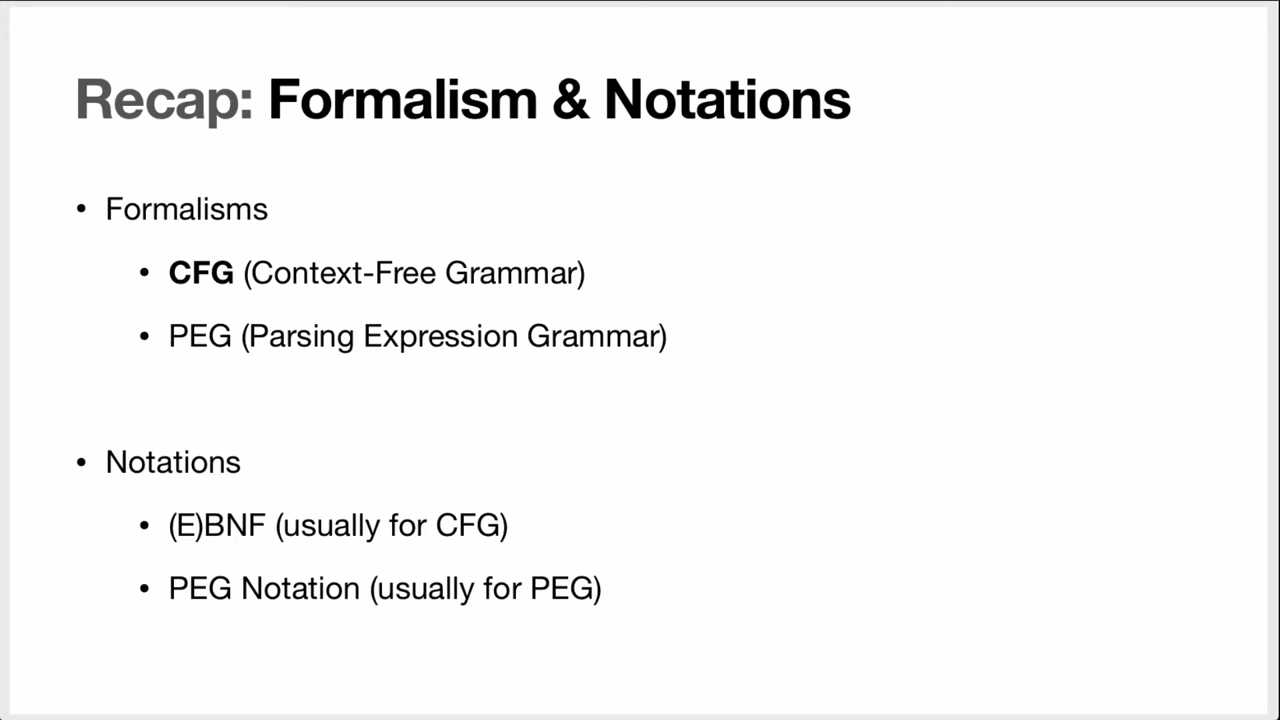 Recap: Formalism & Notations
• Formalisms
• CFG (Context-Free Grammar)
• PEG (Parsing Expression Grammar)
• Notations
• (E)BNF (usually for CFG)
• PEG Notation (usually for PEG)